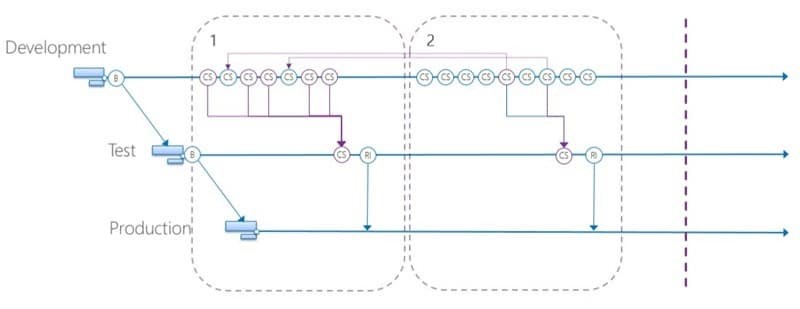 1
2
Development
B
CS CS CS CS CS CS CS
CS CS CS CS CS CS CS CS CS
Test
B
CS
RI
CS
RI
Production